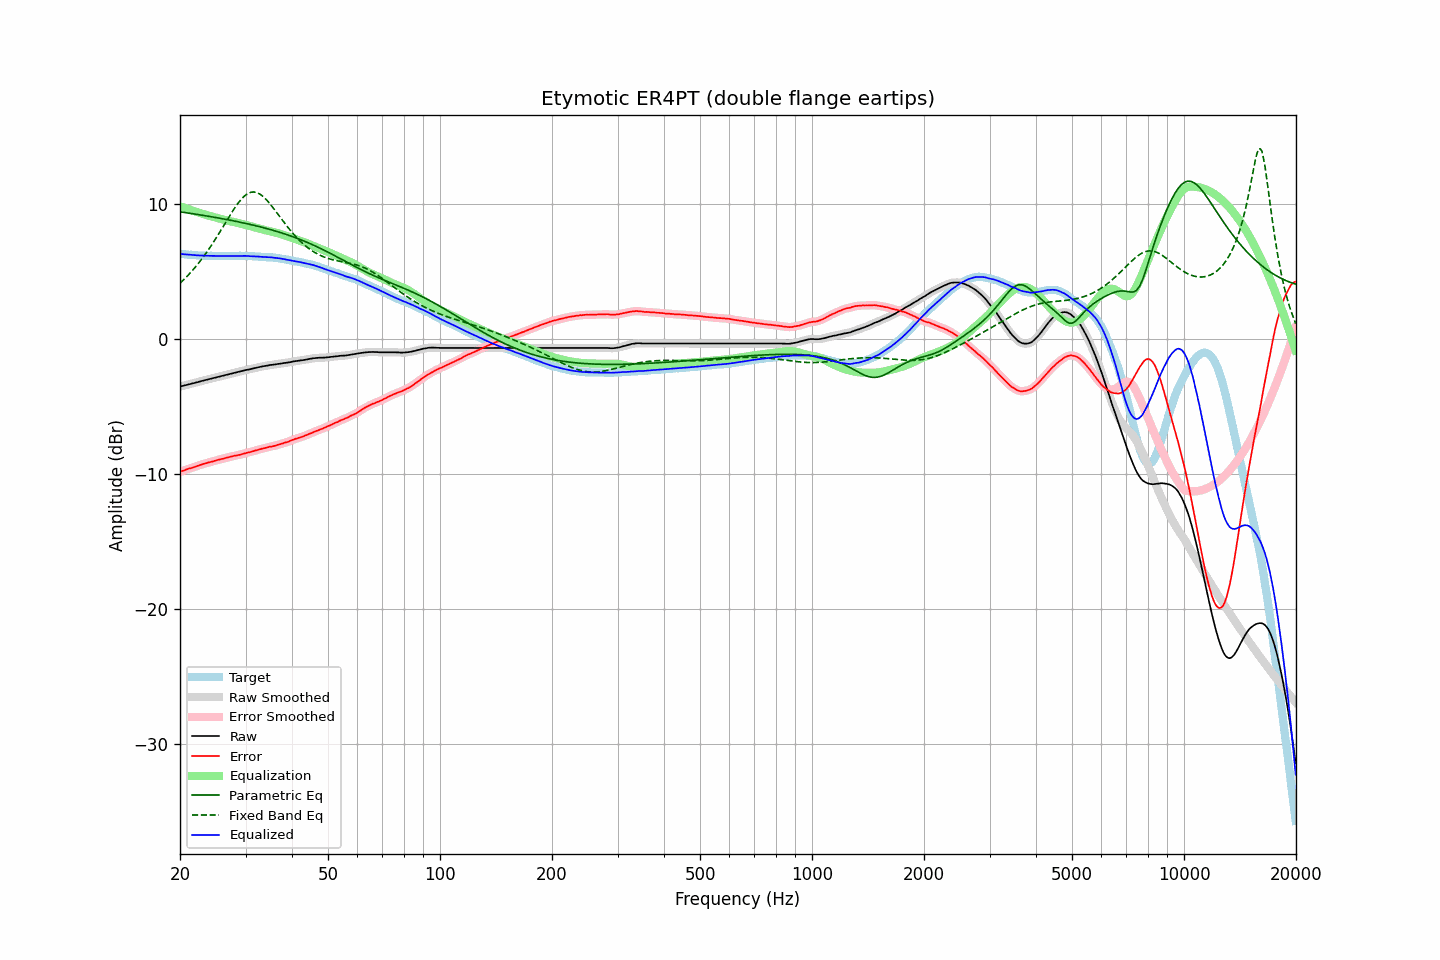 Etymotic ER4PT (double flange eartips)
10
0
−10
−20
−30
Amplitude (dBr)
Target
Raw Smoothed
Error Smoothed
Raw
Error
Equalization
Parametric Eq
Fixed Band Eq
Equalized
20 50 100 200 500 1000 2000 5000 10000 20000
Frequency (Hz)